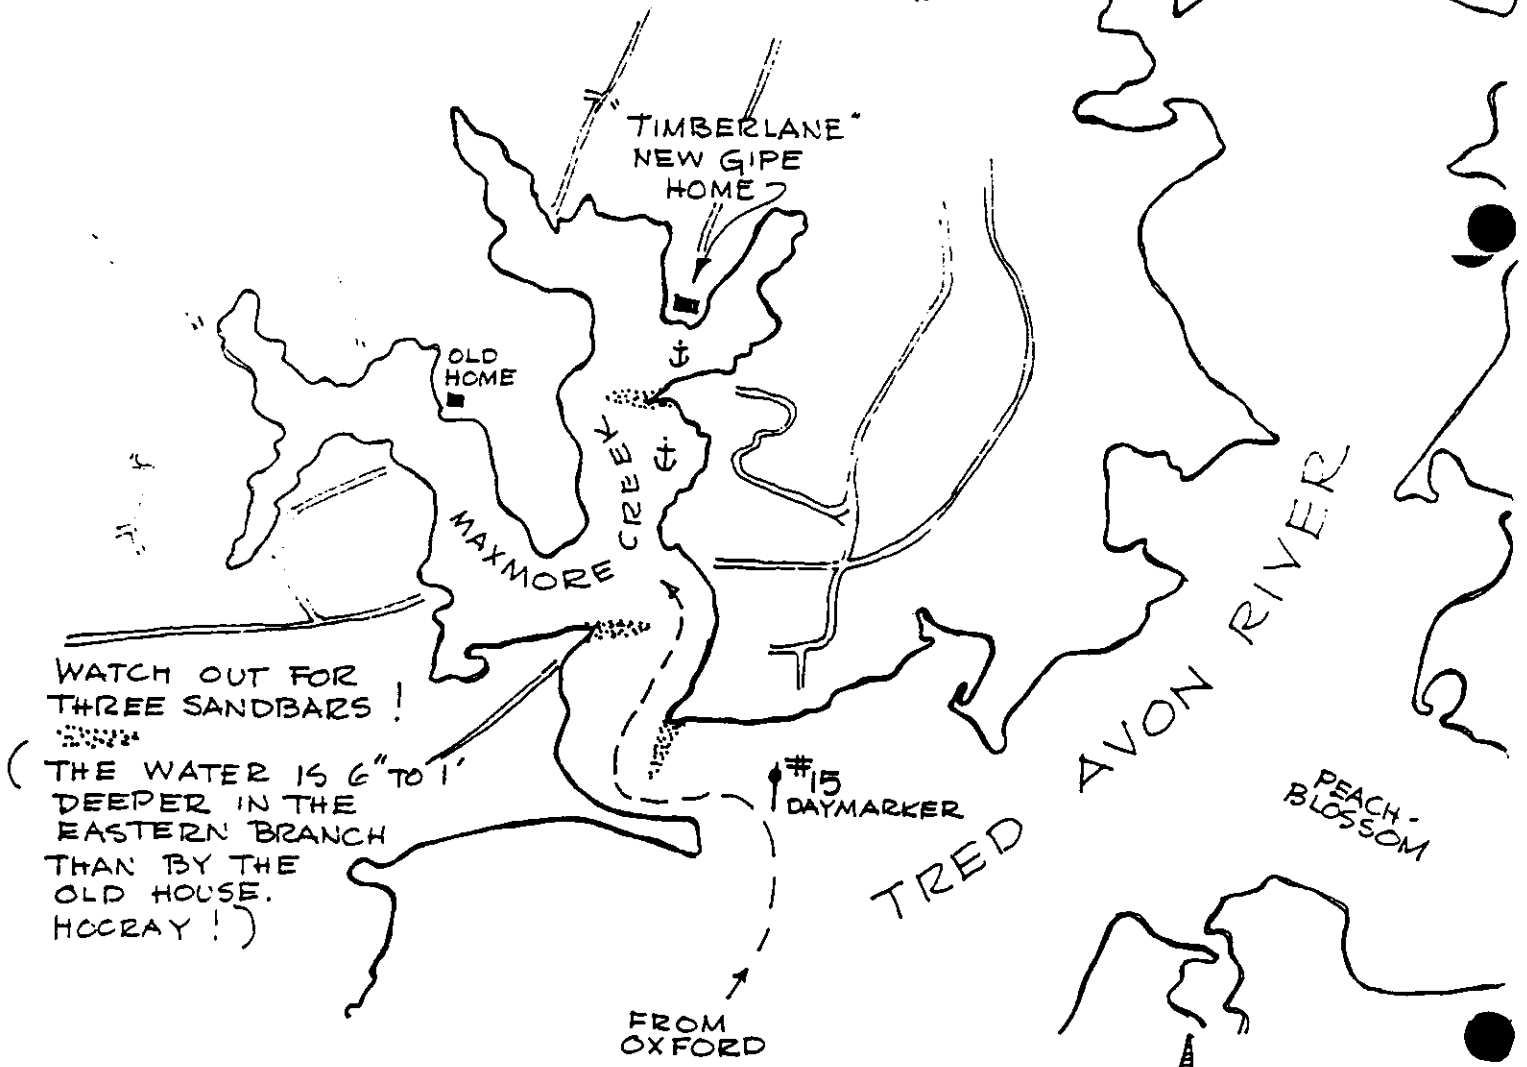 "TIMBERLANE"
NEW GIPE
HOME
OLD
HOME
MAXMORE CREEK
WATCH OUT FOR
THREE SANDBARS !
(THE WATER IS 6" TO 1'
DEEPER IN THE
EASTERN BRANCH
THAN BY THE
OLD HOUSE.
HOORAY !)
#15
DAYMARKER
TRED AVON RIVER
PEACH-
BLOSSOM
FROM
OXFORD